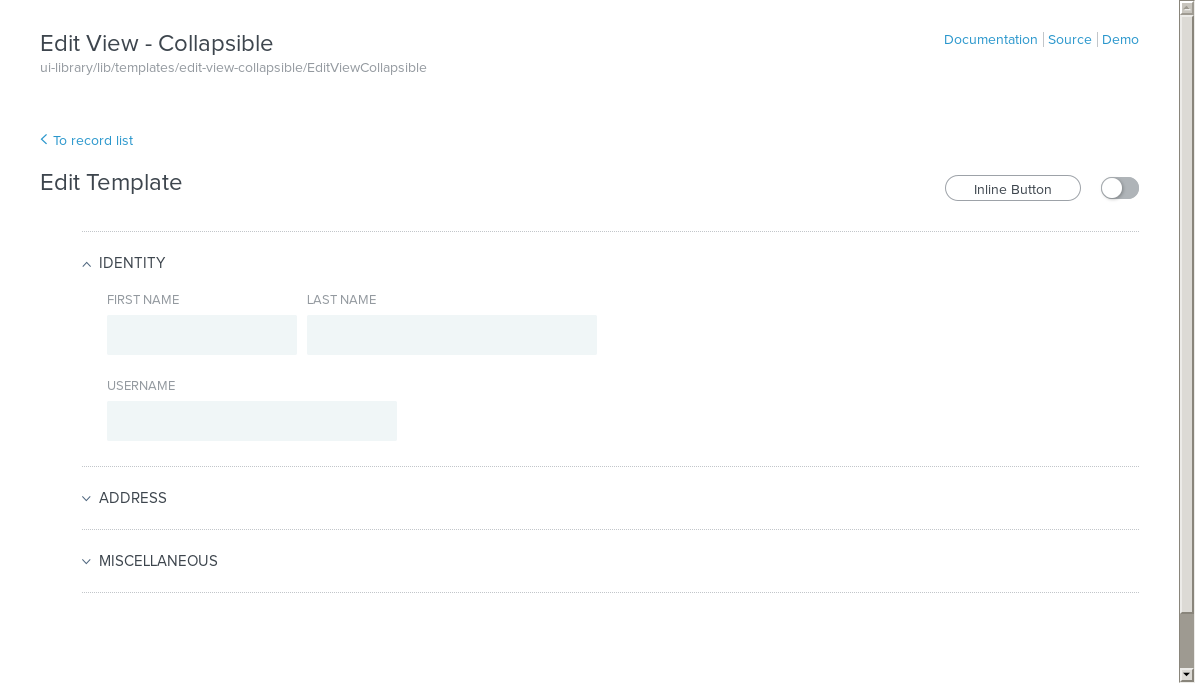 Edit View - Collapsible
Documentation Source Demo
ui-library/lib/templates/edit-view-collapsible/EditViewCollapsible
To record list
Edit Template
Inline Button
IDENTITY
FIRST NAME LAST NAME
USERNAME
ADDRESS
MISCELLANEOUS